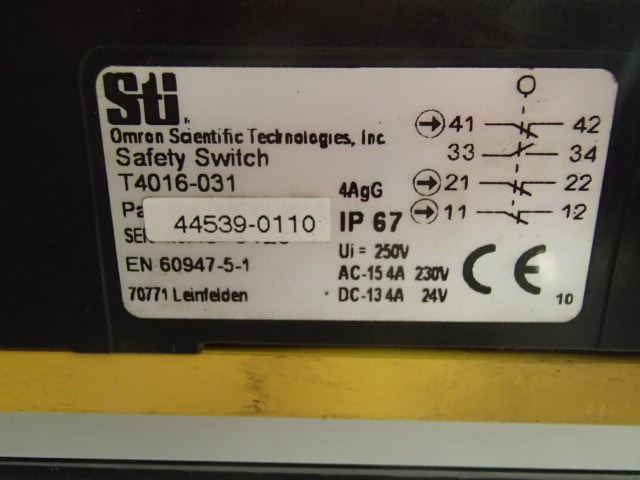 Sti
Omron Scientific Technologies, Inc
Safety Switch
T4016-031
44539-0110
EN 60947-5-1
70771 Leinfelden
4AgG
IP 67
Ui = 250V
AC-15 4A 230V
DC-13 4A 24V
41 42
33 34
21 22
11 12
CE
10